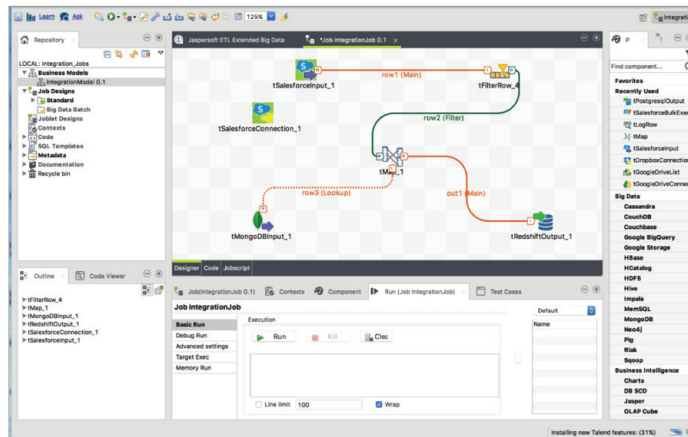 Learn Ask 125% Integratio
Repository
LOCAL: Integration_Jobs
Business Models
IntegrationMode: 0.1
Job Designs
Standard
Big Data Batch
Joblet Designs
Contexts
Code
SQL Templates
Metadata
Documentation
Recycle bin
Outline Code Viewer
tFilterRow_4
tMap_1
tMongoDBInput_1
tRedshiftOutput_1
tSalesforceConnection_1
tSalesforceInput_1
Jaspersoft ETL Extended Big Data *Job IntegrationJob 0.1
row1 (Main)
tSalesforceInput_1 tFilterRow_4
row2 (Filter)
tSalesforceConnection_1
tMap_1
row3 (Lookup) out1 (Main)
tMongoDBInput_1 tRedshiftOutput_1
Designer Code Jobscript
Job(IntegrationJob 0.1) Contexts Component Run (Job IntegrationJob) Test Cases
Job IntegrationJob
Basic Run
Debug Run
Advanced settings
Target Exec
Memory Run
Execution
Run Kill Clea
Line limit 100 Wrap
Default
Name
P
Find component...
Favorites
Recently Used
tPostgresqlOutput
tSalesforceBulkExec
tLogRow
tMap
tSalesforceInput
tDropboxConnection
tGoogleDriveList
tGoogleDriveConnec
Big Data
Cassandra
CouchDB
Couchbase
Google BigQuery
Google Storage
HBase
HCatalog
HDFS
Hive
Impala
MemSQL
MongoDB
Neo4j
Pig
Riak
Sqoop
Business Intelligence
Charts
DB SCD
Jasper
OLAP Cube
Installing new Talend features: (31%)